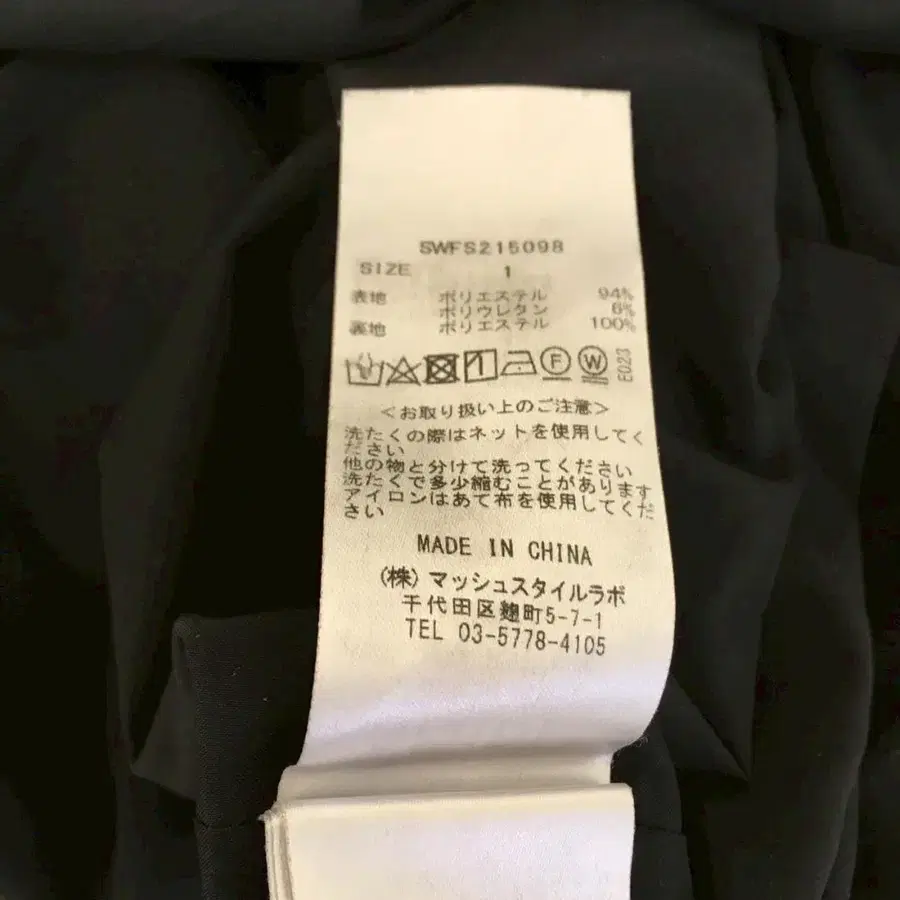 SWFS215098
SIZE 1
表地 ポリエステル 94%
ポリウレタン 6%
裏地 ポリエステル 100%
F W E023
<お取り扱い上のご注意>
洗たくの際はネットを使用してく
ださい
他の物と分けて洗ってください
洗たくで多少縮むことがあります
アイロンはあて布を使用してくだ
さい
MADE IN CHINA
(株)マッシュスタイルラボ
千代田区麹町5-7-1
TEL 03-5778-4105